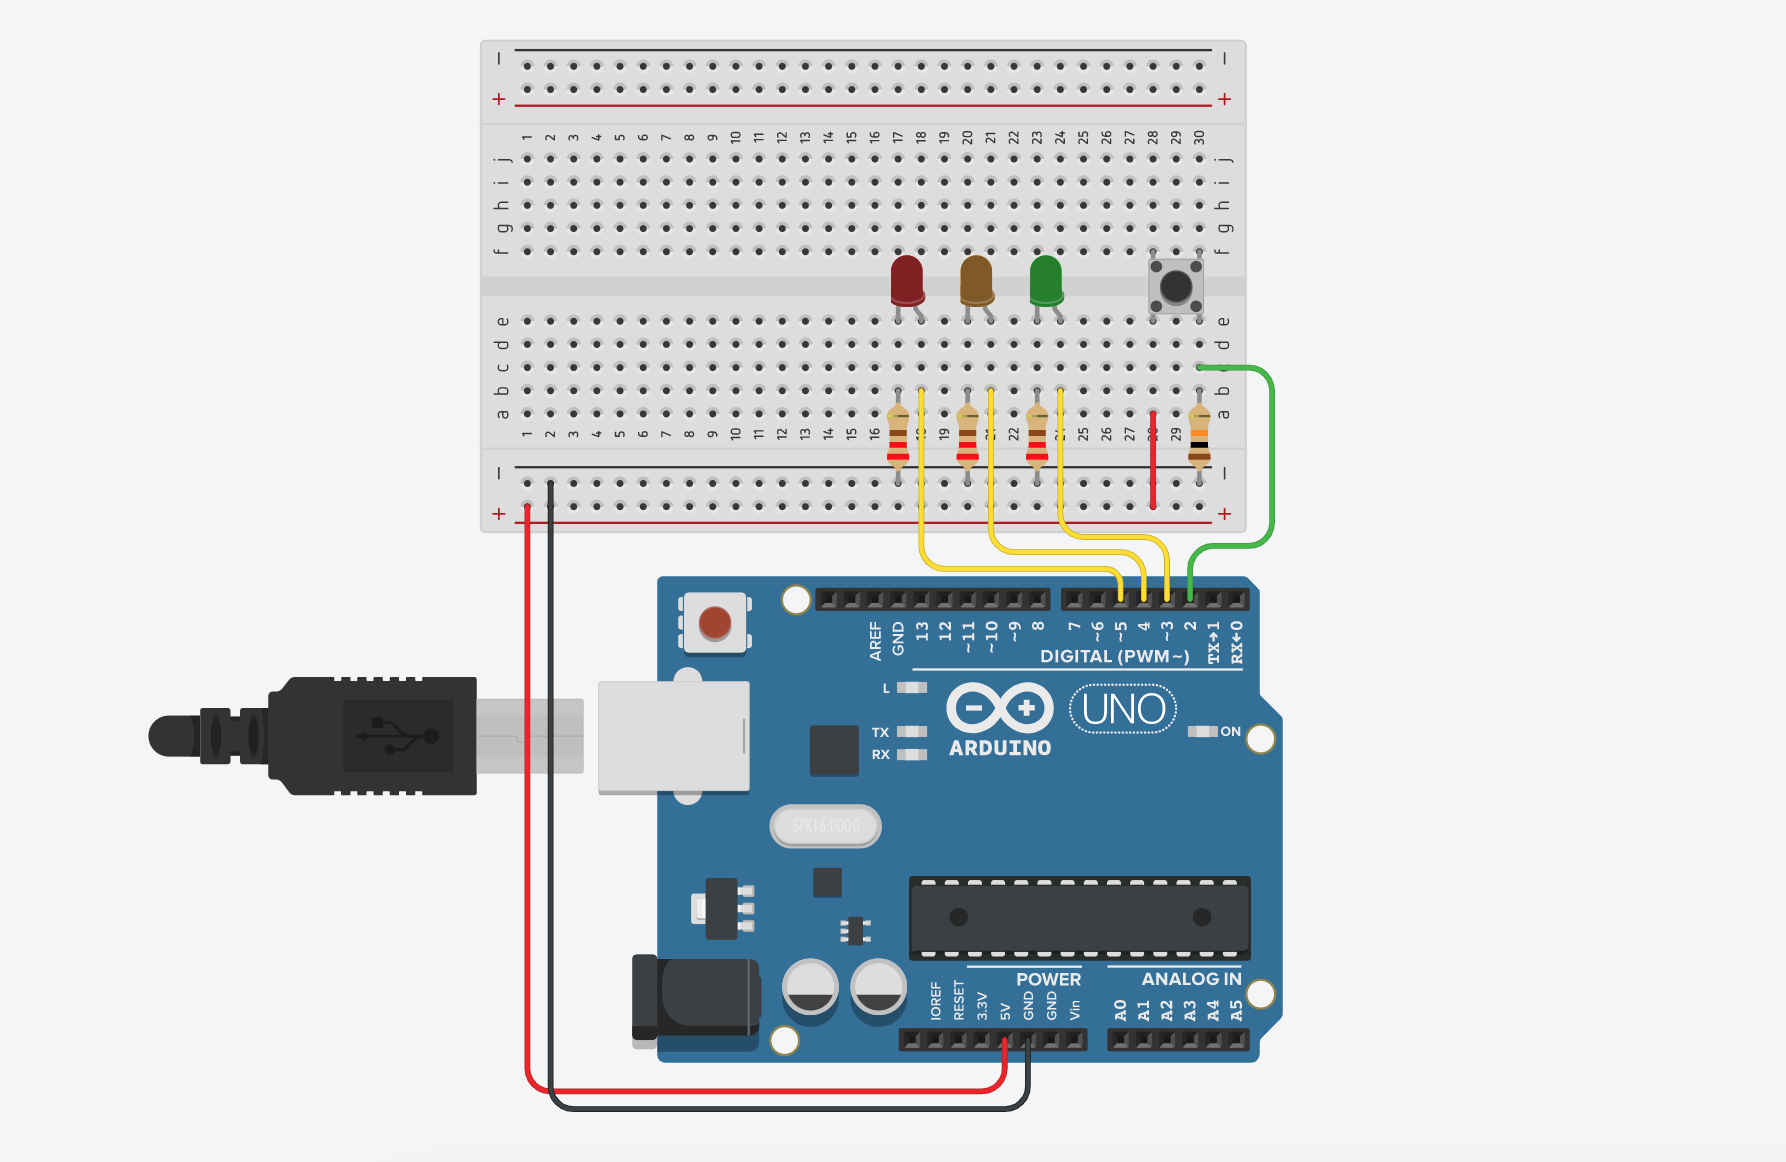 − −
+ +
1 2 3 4 5 6 7 8 9 10 11 12 13 14 15 16 17 18 19 20 21 22 23 24 25 26 27 28 29 30
j j
i i
h h
g g
f f
e e
d d
c c
b b
a a
1 2 3 4 5 6 7 8 9 10 11 12 13 14 15 16 19 22 25 26 27 29
− −
+ +
AREF GND 13 12 ~11 ~10 ~9 8 7 ~6 ~5 4 ~3 2 TX→1 RX←0
DIGITAL (PWM~)
L
TX
RX
ARDUINO
UNO
ON
SPK16.000G
POWER ANALOG IN
IOREF RESET 3.3V 5V GND GND Vin A0 A1 A2 A3 A4 A5